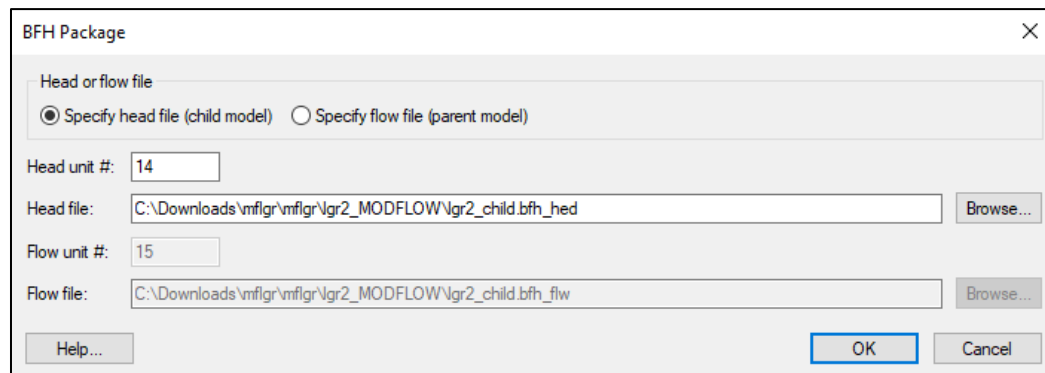 BFH Package
Head or flow file
Specify head file (child model) Specify flow file (parent model)
Head unit #: 14
Head file: C:\Downloads\mflgr\mflgr\lgr2_MODFLOW\lgr2_child.bfh_hed Browse...
Flow unit #: 15
Flow file: C:\Downloads\mflgr\mflgr\lgr2_MODFLOW\lgr2_child.bfh_flw Browse...
Help... OK Cancel